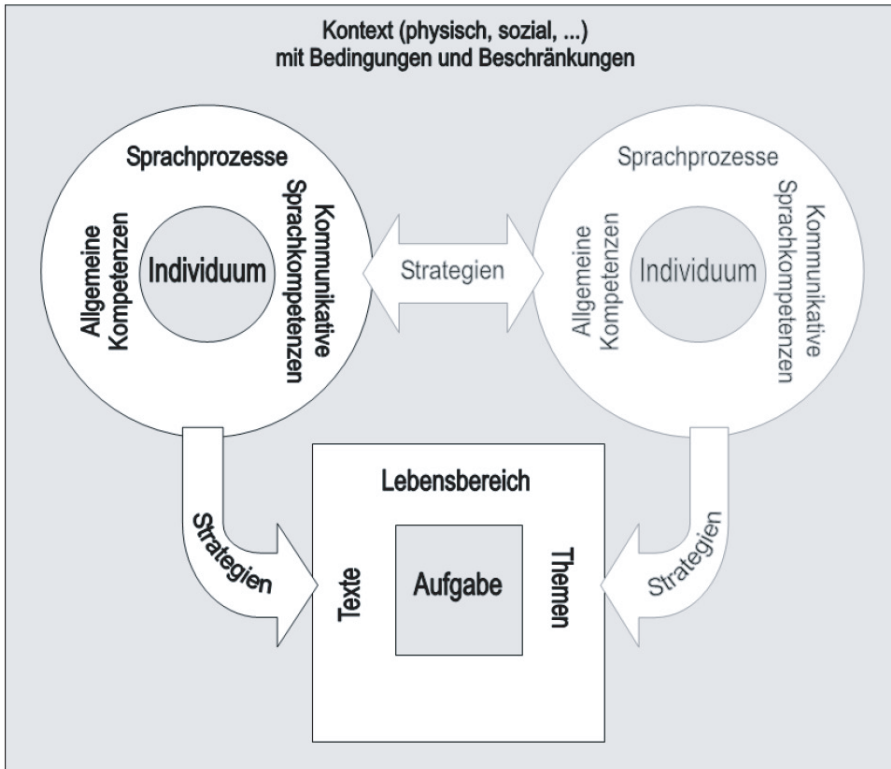 Kontext (physisch, sozial, ...)
mit Bedingungen und Beschränkungen
Sprachprozesse
Allgemeine
Kompetenzen
Individuum
Kommunikative
Sprachkompetenzen
Strategien
Sprachprozesse
Allgemeine
Kompetenzen
Individuum
Kommunikative
Sprachkompetenzen
Strategien
Lebensbereich
Texte
Aufgabe
Themen
Strategien